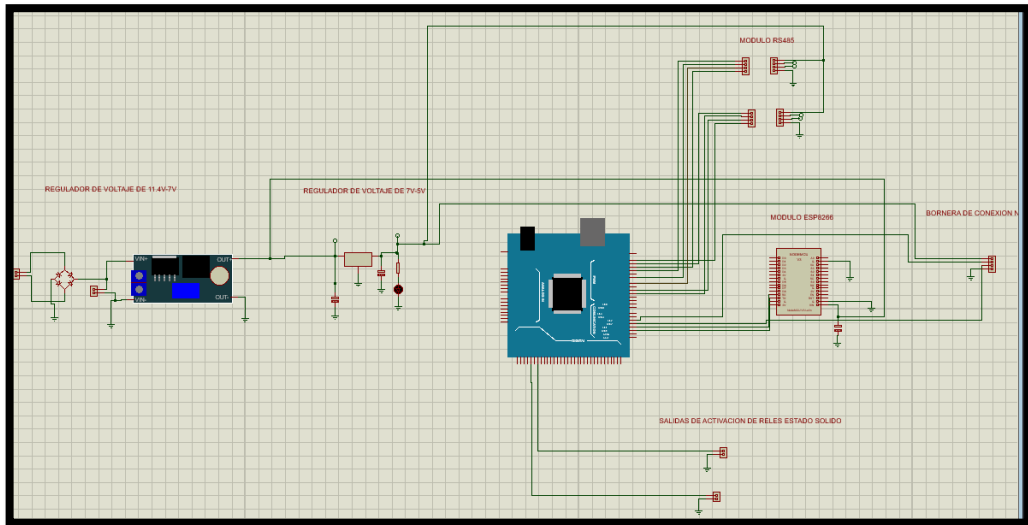 MODULO RS485
REGULADOR DE VOLTAJE DE 11.4V-7V
REGULADOR DE VOLTAJE DE 7V-5V
BORNERA DE CONEXION N
MODULO ESP8266
VIN+
OUT+
VIN-
OUT-
SALIDAS DE ACTIVACION DE RELES ESTADO SOLIDO